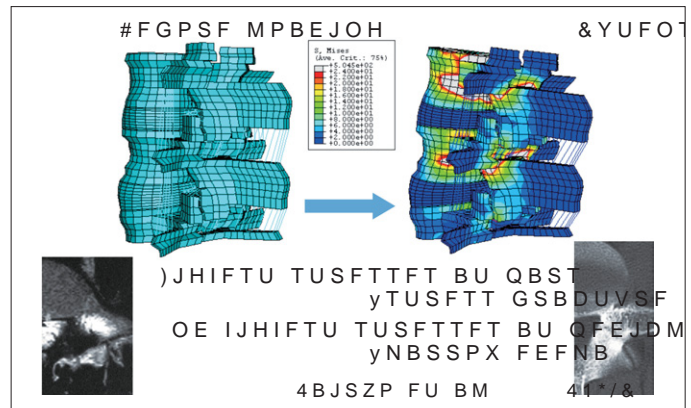 #FGPSF MPBEJOH
&YUFOT
S, Mises
(Ave. Crit.: 75%)
+5.045e+02
+2.400e+01
+2.200e+01
+2.000e+01
+1.800e+01
+1.600e+01
+1.400e+01
+1.200e+01
+1.000e+01
+8.000e+00
+6.000e+00
+4.000e+00
+2.000e+00
+0.000e+00
)JHIFTU TUSFTTFT BU QBST
yTUSFTT GSBDUVSF
OE IJHIFTU TUSFTTFT BU QFEJDM
yNBSSPX FEFNB
4BJSZP FU BM
41*/&